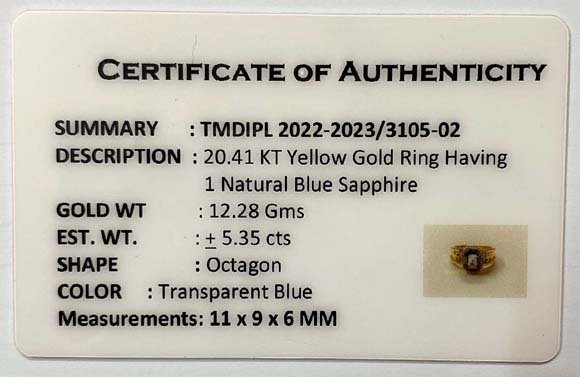 CERTIFICATE OF AUTHENTICITY
SUMMARY : TMDIPL 2022-2023/3105-02
DESCRIPTION : 20.41 KT Yellow Gold Ring Having
1 Natural Blue Sapphire
GOLD WT : 12.28 Gms
EST. WT. : ± 5.35 cts
SHAPE : Octagon
COLOR : Transparent Blue
Measurements: 11 x 9 x 6 MM